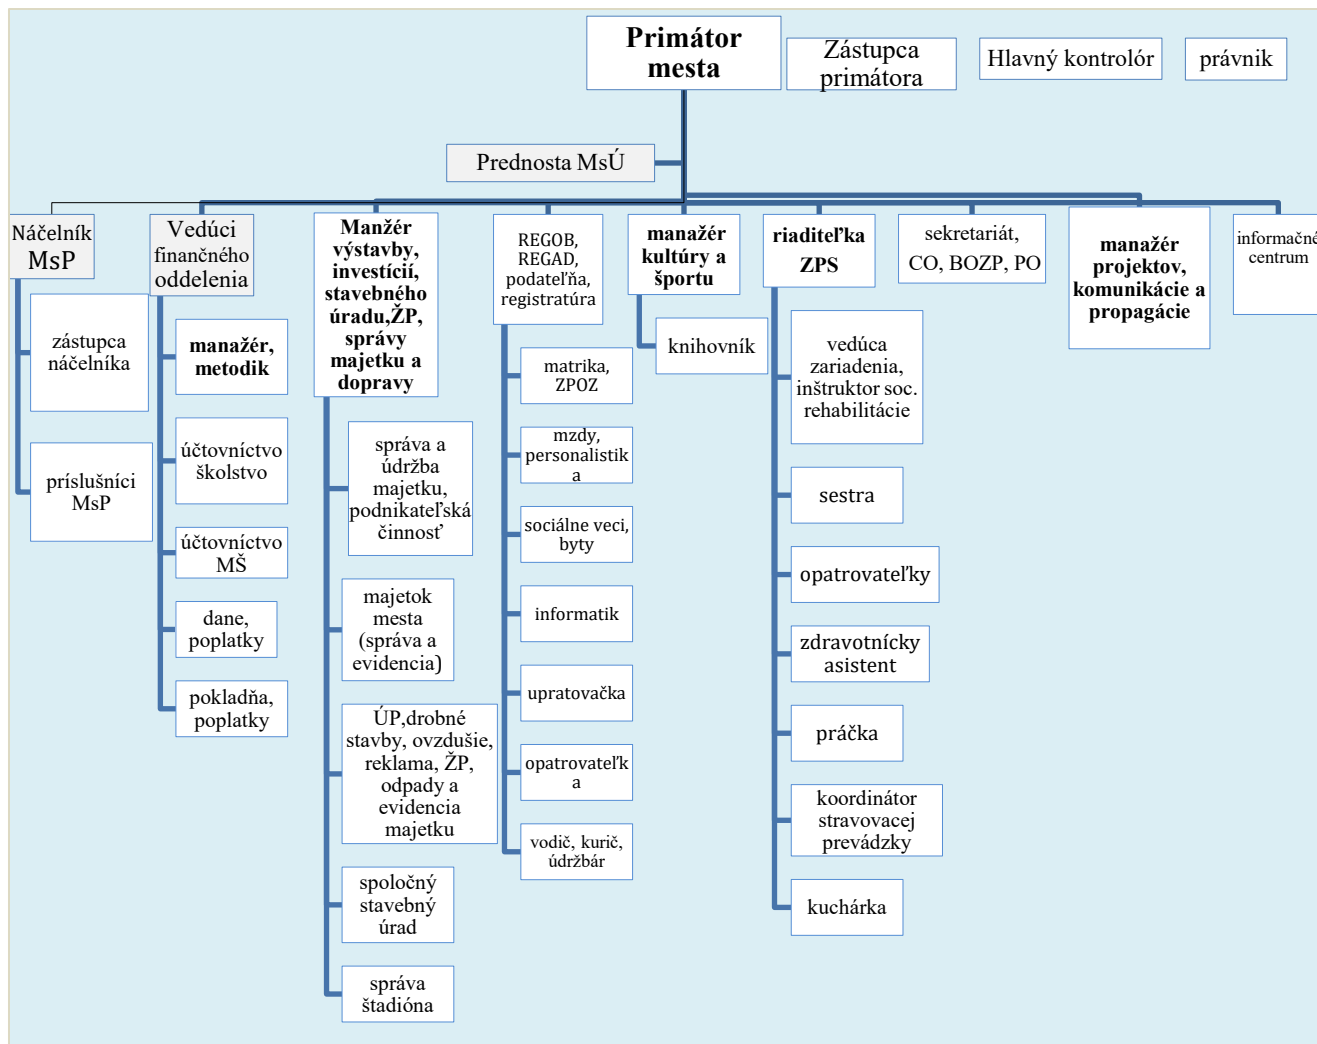 Primátor
mesta
Zástupca
primátora
Hlavný kontrolór
právnik
Prednosta MsÚ
Náčelník
MsP
zástupca
náčelníka
príslušníci
MsP
Vedúci
finančného
oddelenia
manažér,
metodik
účtovníctvo
školstvo
účtovníctvo
MŠ
dane,
poplatky
pokladňa,
poplatky
Manžér
výstavby,
investícií,
stavebného
úradu,ŽP,
správy
majetku a
dopravy
správa a
údržba
majetku,
podnikateľská
činnosť
majetok
mesta
(správa a
evidencia)
ÚP,drobné
stavby, ovzdušie,
reklama, ŽP,
odpady a
evidencia
majetku
spoločný
stavebný
úrad
správa
štadióna
REGOB,
REGAD,
podateľňa,
registratúra
matrika,
ZPOZ
mzdy,
personalistik
a
sociálne veci,
byty
informatik
upratovačka
opatrovateľk
a
vodič, kurič,
údržbár
manažér
kultúry a
športu
knihovník
riaditeľka
ZPS
vedúca
zariadenia,
inštruktor soc.
rehabilitácie
sestra
opatrovateľky
zdravotnícky
asistent
práčka
koordinátor
stravovacej
prevádzky
kuchárka
sekretariát,
CO, BOZP, PO
manažér
projektov,
komunikácie a
propagácie
informačné
centrum